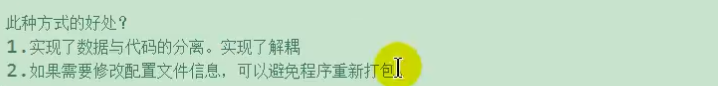 此种方式的好处?
1.实现了数据与代码的分离。实现了解耦
2.如果需要修改配置文件信息，可以避免程序重新打包